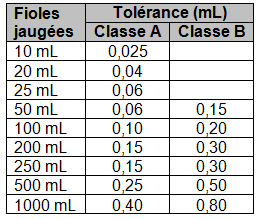 Fioles jaugées Tolérance (mL)
Classe A Classe B
10 mL 0,025
20 mL 0,04
25 mL 0,06
50 mL 0,06 0,15
100 mL 0,10 0,20
200 mL 0,15 0,30
250 mL 0,15 0,30
500 mL 0,25 0,50
1000 mL 0,40 0,80